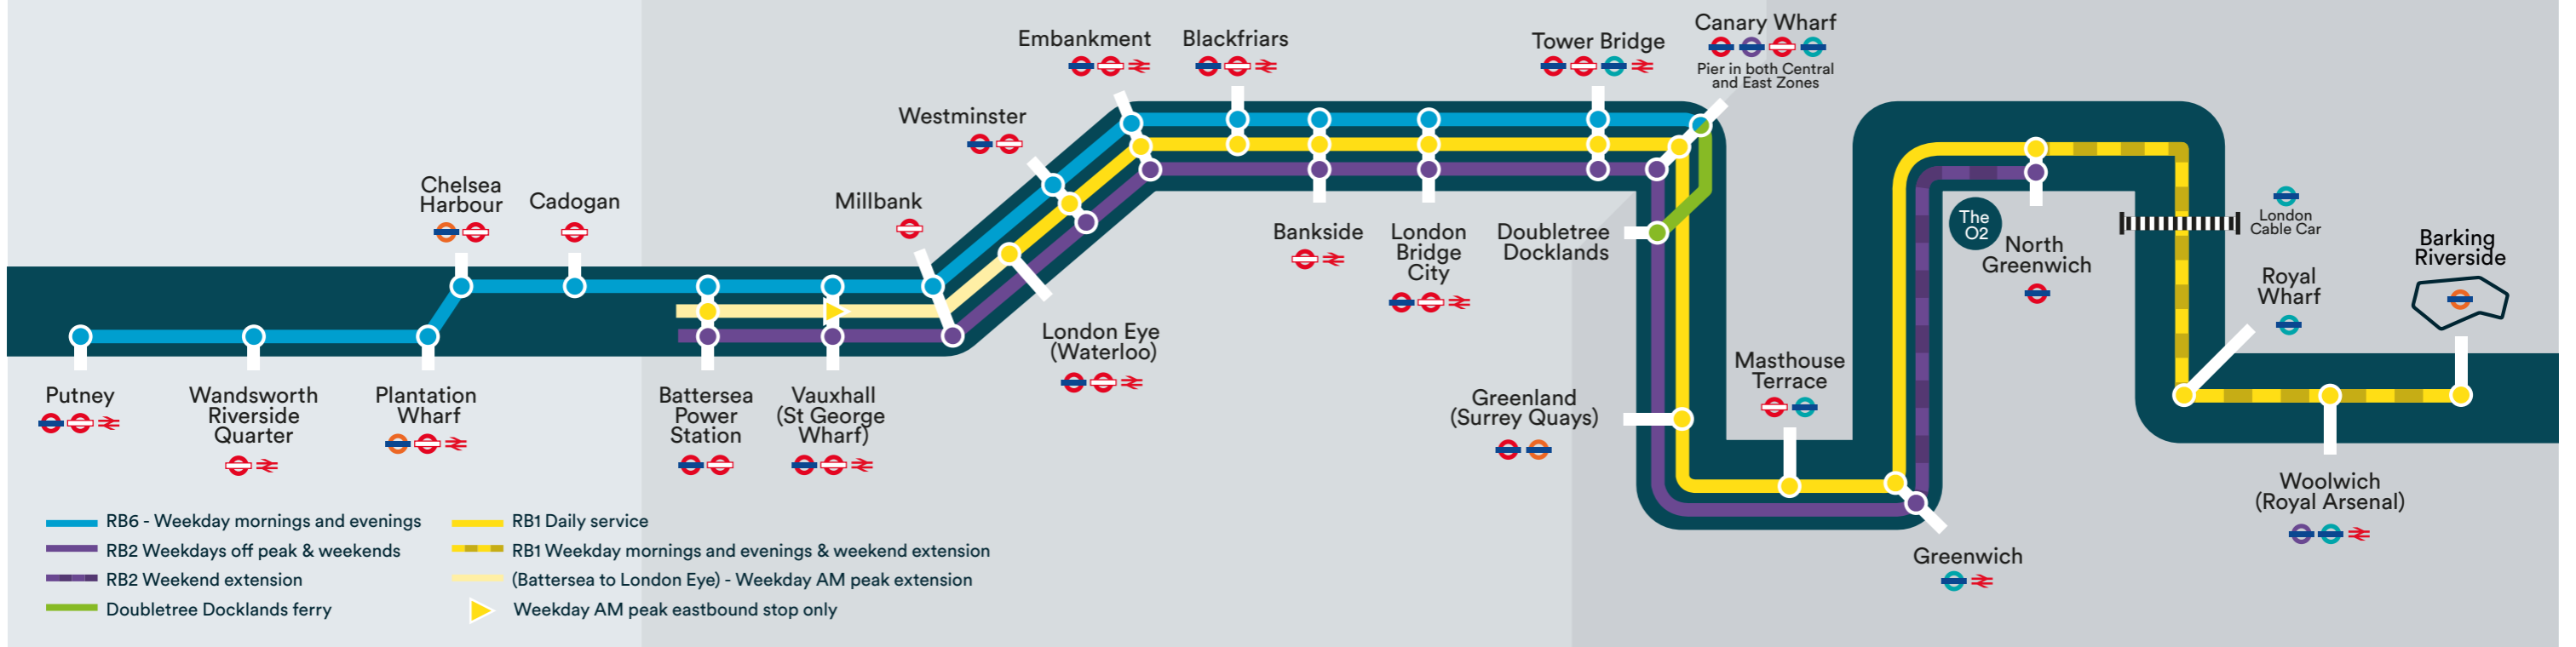 Embankment
Blackfriars
Tower Bridge
Canary Wharf
Pier in both Central
and East Zones
Westminster
Chelsea
Harbour
Cadogan
Millbank
Bankside
London
Bridge
City
Doubletree
Docklands
The
O2
North
Greenwich
London
Cable Car
Royal
Wharf
Barking
Riverside
London Eye
(Waterloo)
Putney
Wandsworth
Riverside
Quarter
Plantation
Wharf
Battersea
Power
Station
Vauxhall
(St George
Wharf)
Greenland
(Surrey Quays)
Masthouse
Terrace
Greenwich
Woolwich
(Royal Arsenal)
RB6 - Weekday mornings and evenings
RB2 Weekdays off peak & weekends
RB2 Weekend extension
Doubletree Docklands ferry
RB1 Daily service
RB1 Weekday mornings and evenings & weekend extension
(Battersea to London Eye) - Weekday AM peak extension
Weekday AM peak eastbound stop only